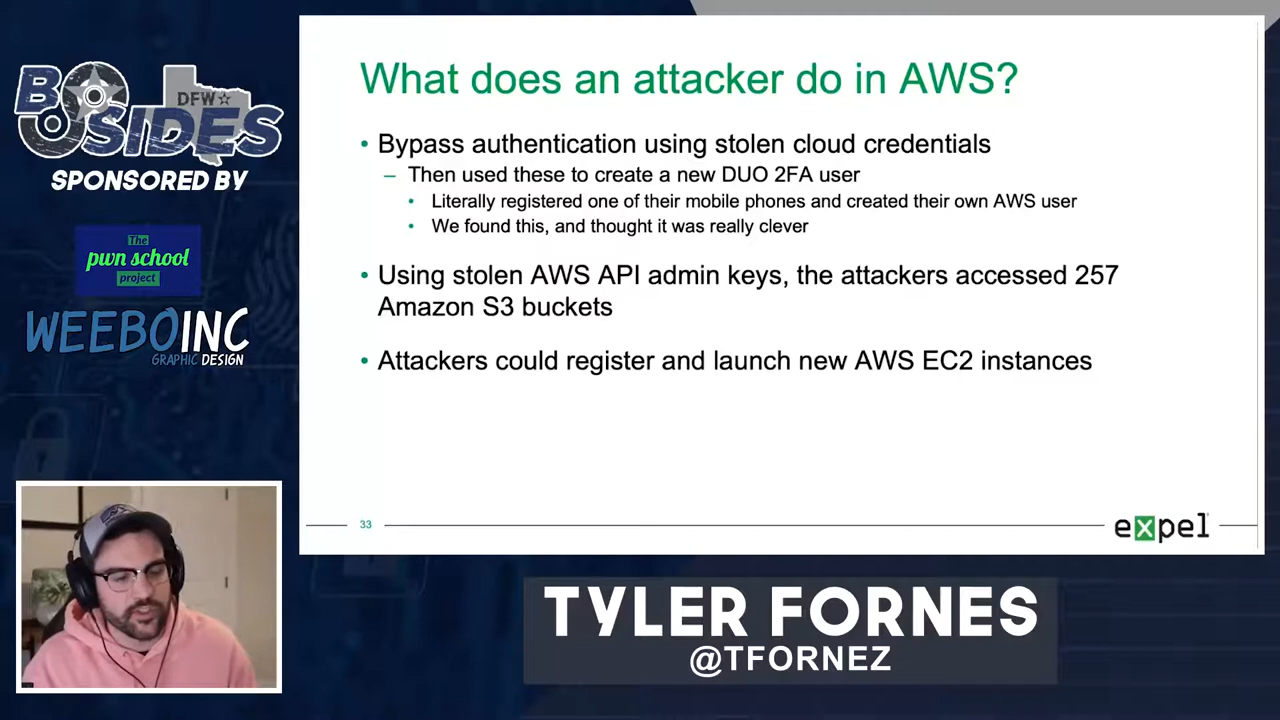 BSIDES
DFW
SPONSORED BY
The
pwn school
project
WEEBOINC
GRAPHIC DESIGN
What does an attacker do in AWS?
• Bypass authentication using stolen cloud credentials
– Then used these to create a new DUO 2FA user
• Literally registered one of their mobile phones and created their own AWS user
• We found this, and thought it was really clever
• Using stolen AWS API admin keys, the attackers accessed 257
Amazon S3 buckets
• Attackers could register and launch new AWS EC2 instances
33
expel
TYLER FORNES
@TFORNEZ